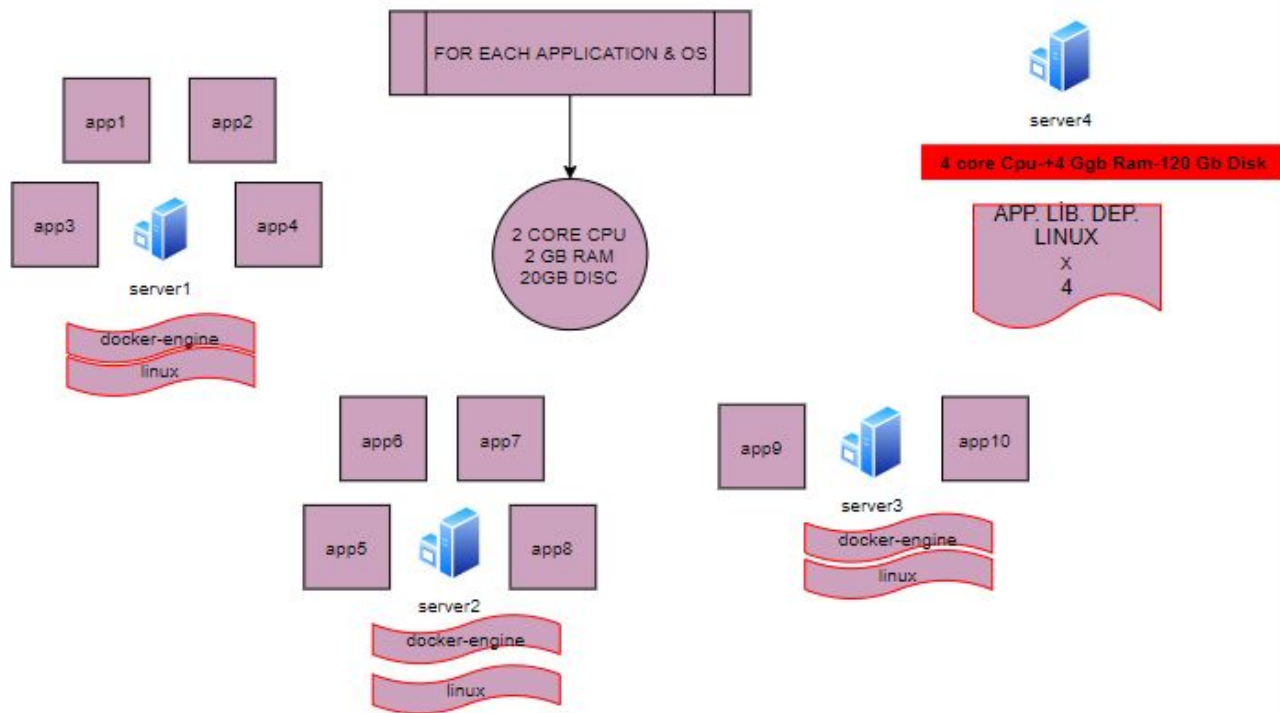 FOR EACH APPLICATION & OS
server4
app1
app2
4 core Cpu-+4 Ggb Ram-120 Gb Disk
app3
app4
server1
2 CORE CPU
2 GB RAM
20GB DISC
APP. LİB. DEP.
LINUX
X
4
docker-engine
linux
app6
app7
app5
app8
server2
docker-engine
linux
app9
app10
server3
docker-engine
linux